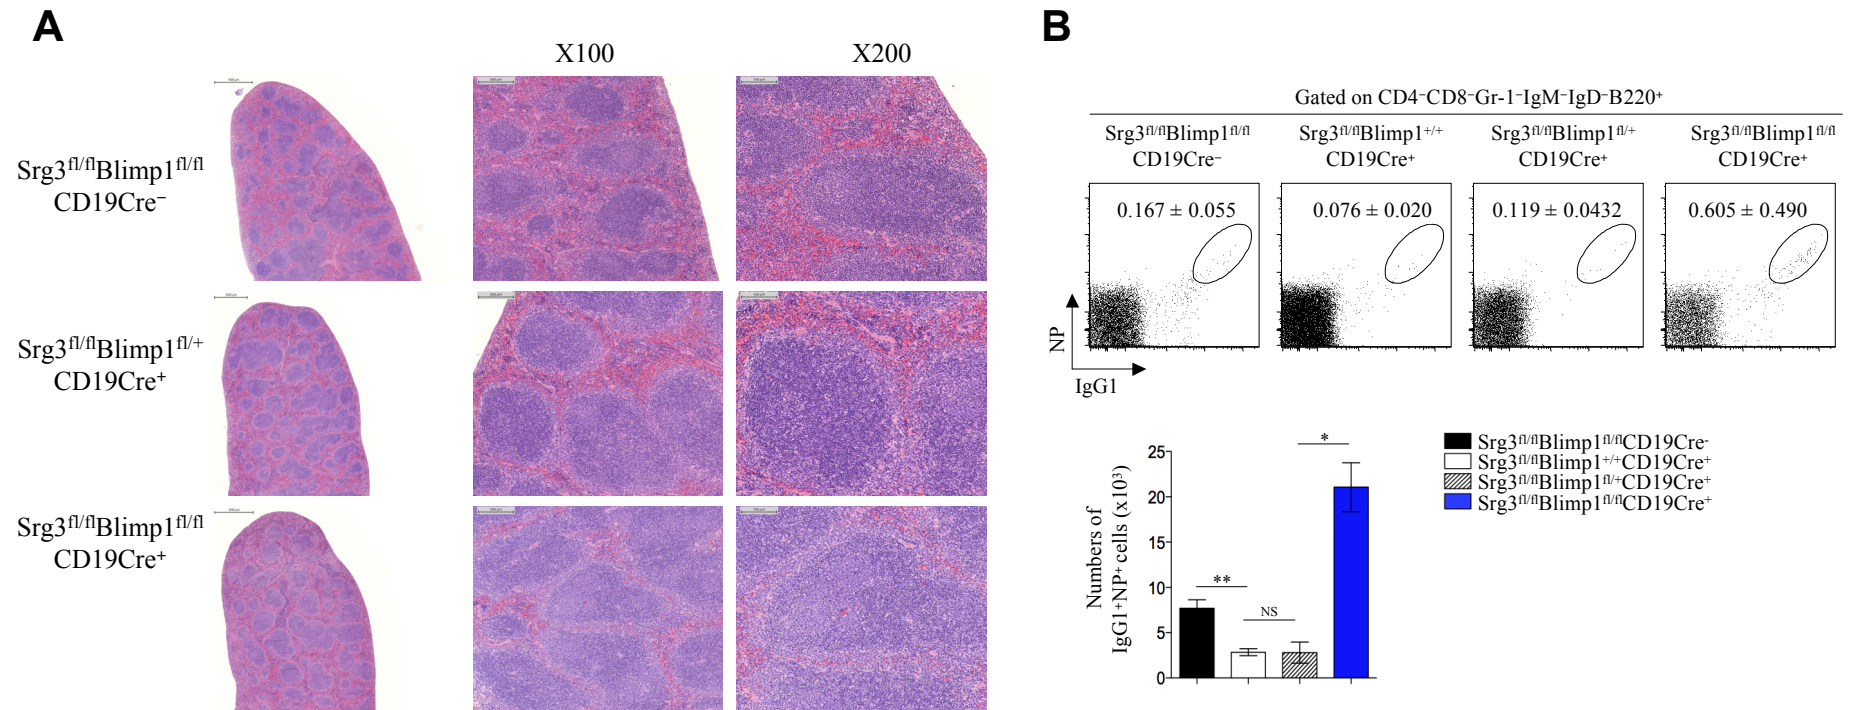 A
X100
X200
Srg3fl/flBlimp1fl/fl
CD19Cre–
Srg3fl/flBlimp1fl/+
CD19Cre+
Srg3fl/flBlimp1fl/fl
CD19Cre+
B
Gated on CD4–CD8–Gr-1–IgM–IgD–B220+
Srg3fl/flBlimp1fl/fl
CD19Cre–
Srg3fl/flBlimp1+/+
CD19Cre+
Srg3fl/flBlimp1fl/+
CD19Cre+
Srg3fl/flBlimp1fl/fl
CD19Cre+
0.167 ± 0.055
0.076 ± 0.020
0.119 ± 0.0432
0.605 ± 0.490
NP
IgG1
Numbers of
IgG1+NP+ cells (x10³)
25
20
15
10
5
0
**
NS
*
Srg3fl/flBlimp1fl/flCD19Cre-
Srg3fl/flBlimp1+/+CD19Cre+
Srg3fl/flBlimp1fl/+CD19Cre+
Srg3fl/flBlimp1fl/flCD19Cre+